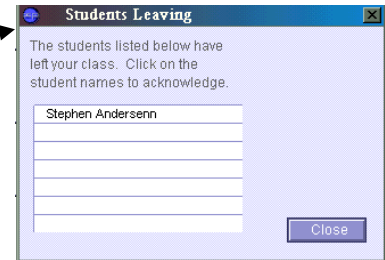 Students Leaving
The students listed below have
left your class. Click on the
student names to acknowledge.
Stephen Andersenn
Close